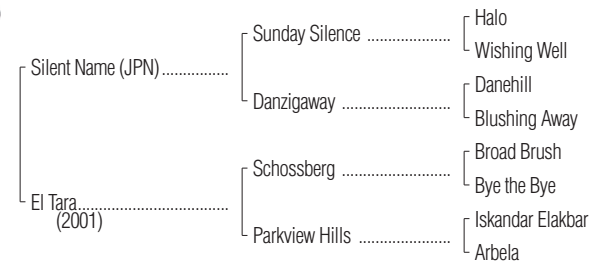 Halo
Sunday Silence ..................
Wishing Well
Silent Name (JPN) ...............
Danehill
Danzigaway .......................
Blushing Away
Broad Brush
Schossberg ........................
Bye the Bye
El Tara..................................
(2001)
Iskandar Elakbar
Parkview Hills ...................
Arbela